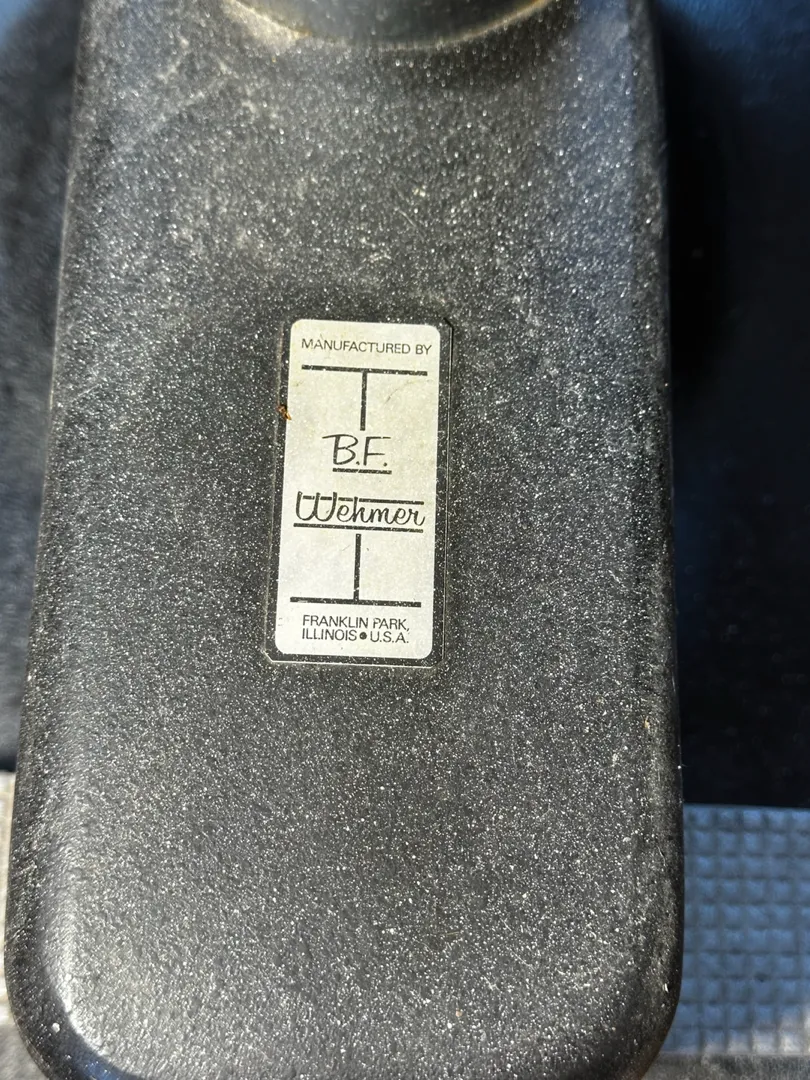 MANUFACTURED BY
B.F.
Wehmer
FRANKLIN PARK,
ILLINOIS●U.S.A.